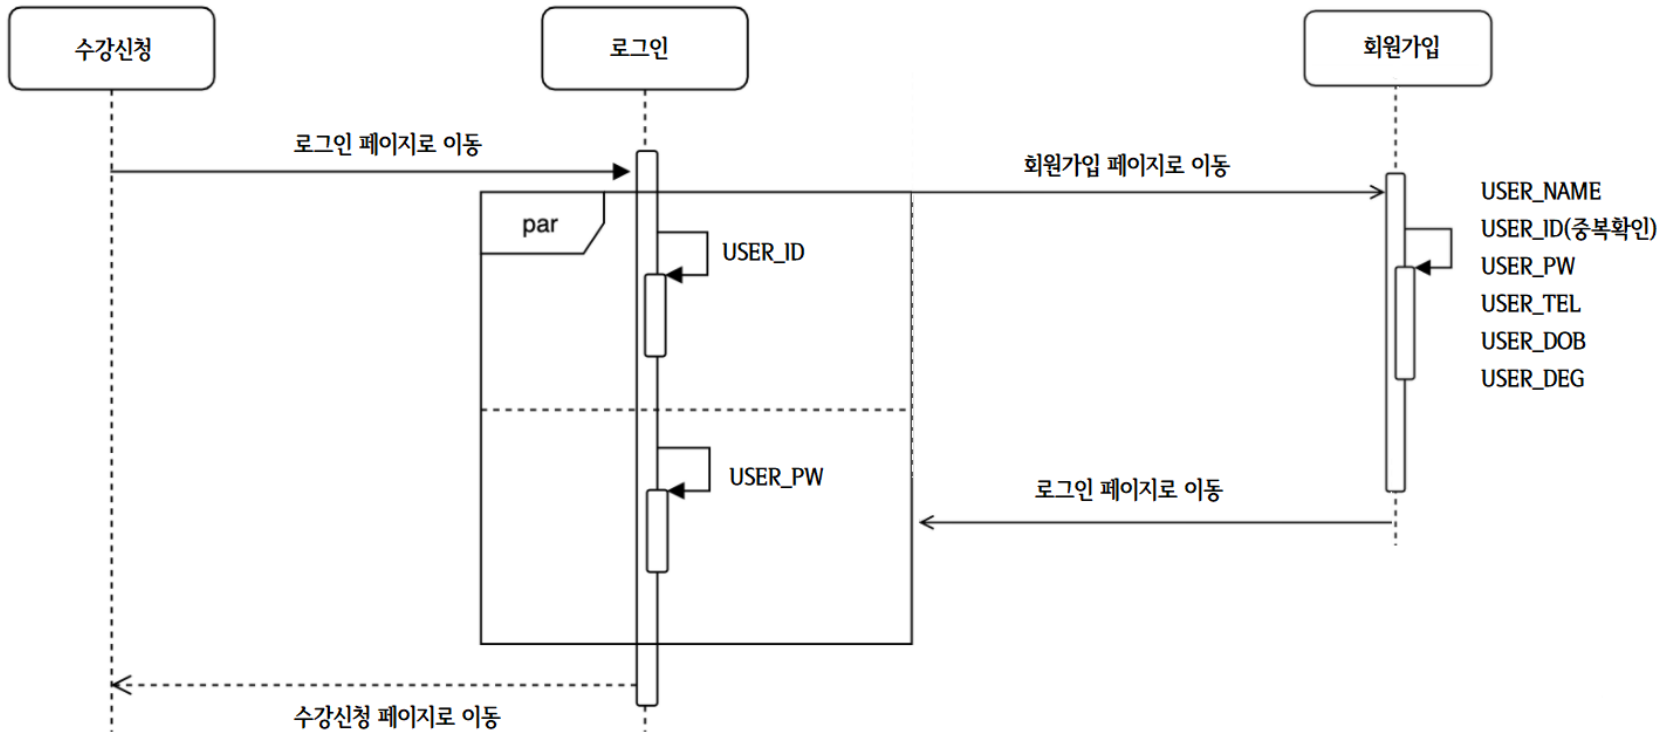 수강신청
로그인
회원가입
로그인 페이지로 이동
회원가입 페이지로 이동
par
USER_ID
USER_NAME
USER_ID(중복확인)
USER_PW
USER_TEL
USER_DOB
USER_DEG
USER_PW
로그인 페이지로 이동
수강신청 페이지로 이동